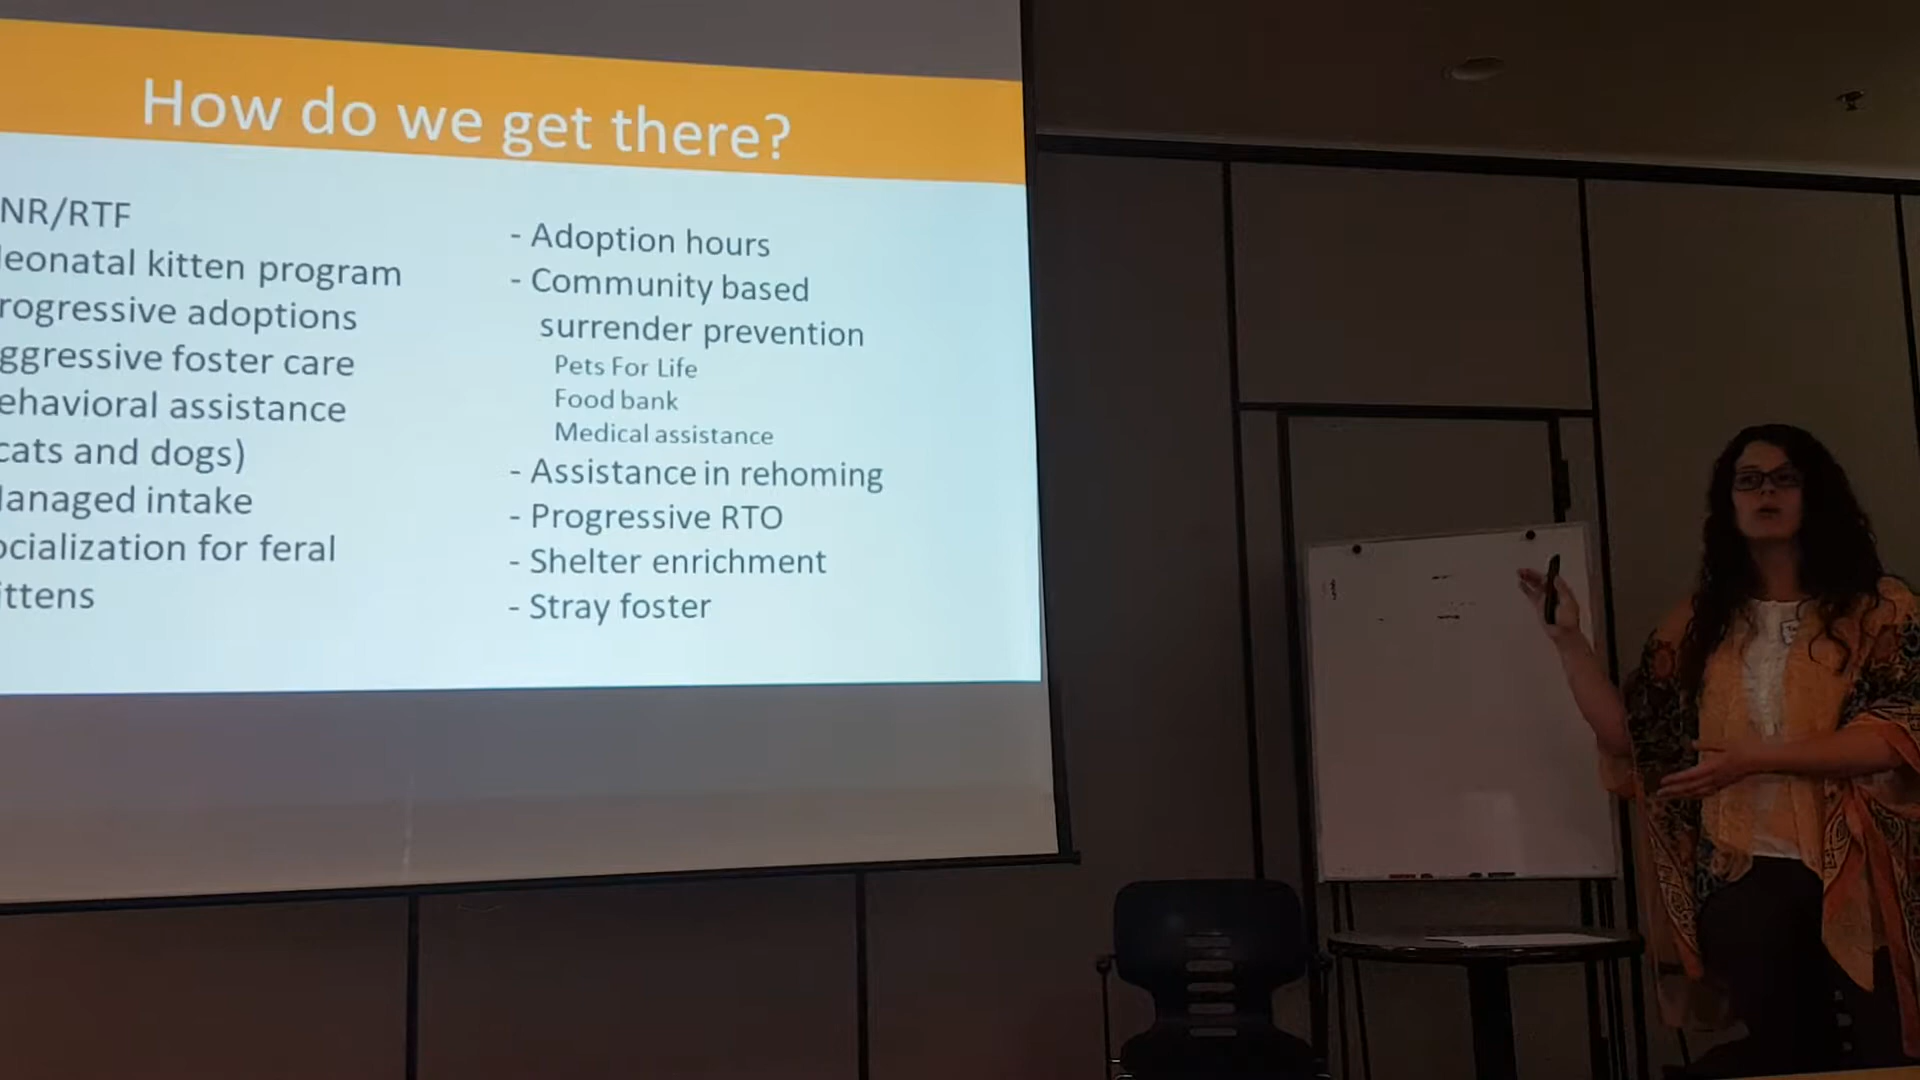 How do we get there?
NR/RTF
eonatal kitten program
rogressive adoptions
ggressive foster care
ehavioral assistance
cats and dogs)
anaged intake
ocialization for feral
ittens
- Adoption hours
- Community based
surrender prevention
Pets For Life
Food bank
Medical assistance
- Assistance in rehoming
- Progressive RTO
- Shelter enrichment
- Stray foster